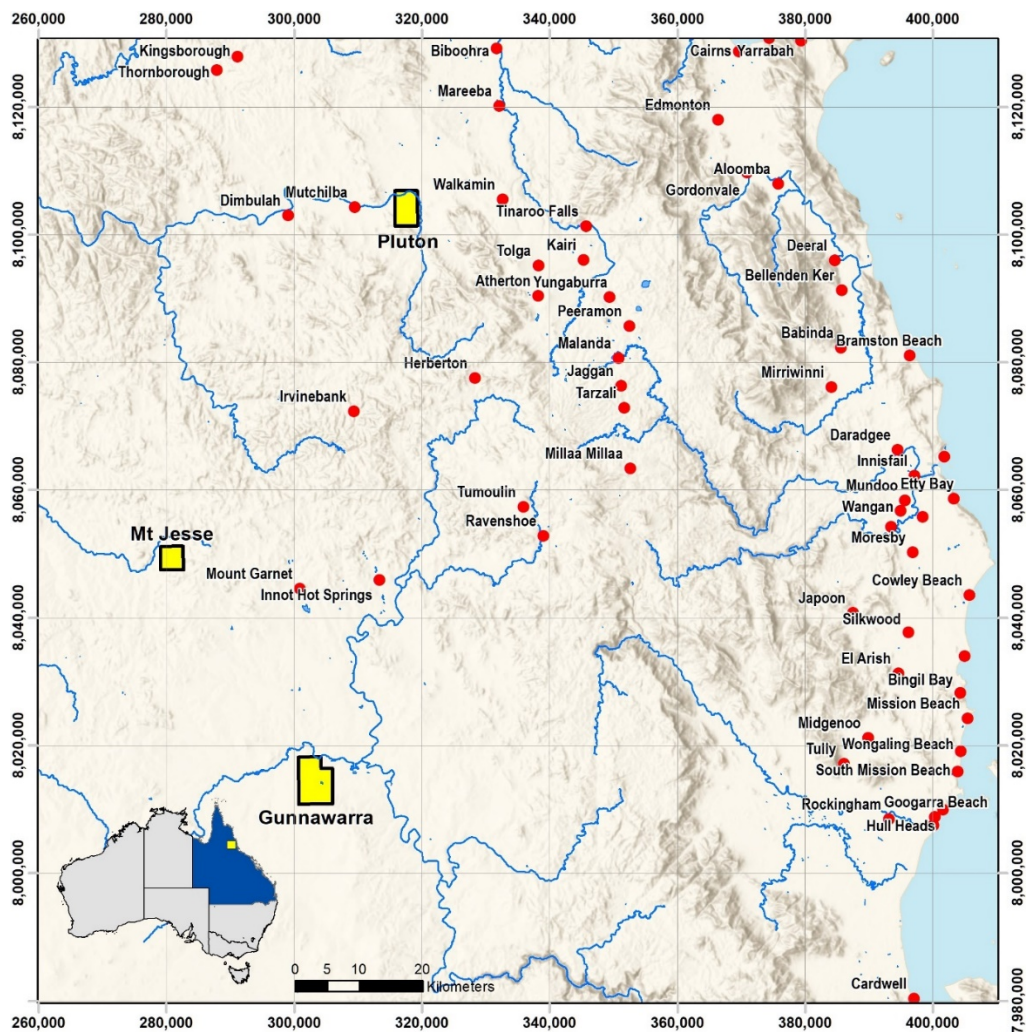 260,000 280,000 300,000 320,000 340,000 360,000 380,000 400,000
Kingsborough
Biboohra
Cairns Yarrabah
Thornborough
Mareeba
8,120,000
8,120,000
Edmonton
Aloomba
Walkamin
Gordonvale
Mutchilba
Dimbulah
Tinaroo Falls
8,100,000
8,100,000
Pluton
Kairi
Deeral
Tolga
Bellenden Ker
Atherton Yungaburra
Peeramon
Babinda
Bramston Beach
Malanda
8,080,000
8,080,000
Herberton
Jaggan
Mirriwinni
Tarzali
Irvinebank
Daradgee
Millaa Millaa
Innisfail
8,060,000
8,060,000
Mundoo Etty Bay
Tumoulin
Wangan
Ravenshoe
Mt Jesse
Moresby
Mount Garnet
Cowley Beach
Innot Hot Springs
Japoon
8,040,000
8,040,000
Silkwood
El Arish
Bingil Bay
Mission Beach
Midgenoo
8,020,000
8,020,000
Tully
Wongaling Beach
South Mission Beach
Rockingham
Googarra Beach
Gunnawarra
Hull Heads
8,000,000
8,000,000
Cardwell
0 5 10 20
Kilometers
7,980,000
260,000 280,000 300,000 320,000 340,000 360,000 380,000 400,000